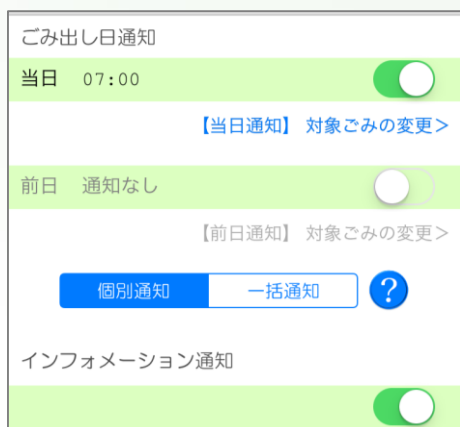 ごみ出し日通知
当日 07:00
【当日通知】 対象ごみの変更>
前日 通知なし
【前日通知】 対象ごみの変更>
個別通知 一括通知 ?
インフォメーション通知